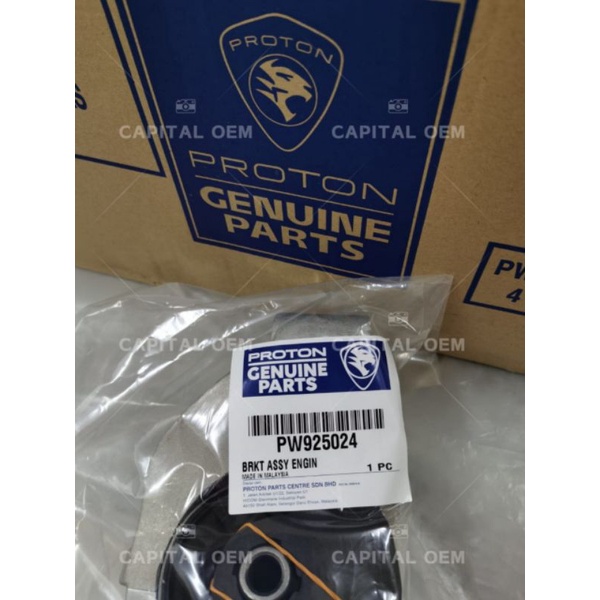 PROTON
CAPITAL OEM
CAPITAL OEM
PROTON
GENUINE
PARTS
PW
4
CAPITAL OEM
CAPITAL OEM
PROTON
GENUINE
PARTS
PW925024
BRKT ASSY ENGIN
MADE IN MALAYSIA
1 PC
PROTON PARTS CENTRE SDN BHD
CAPITAL OEM
CAPITAL OEM